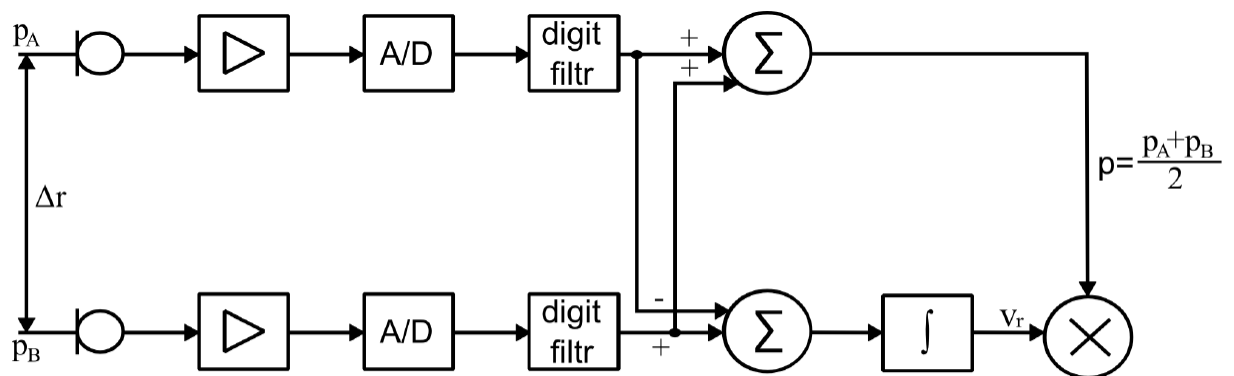 pA
A/D
digit
filtr
+
+
Σ
p=
pA+pB
2
Δr
pB
A/D
digit
filtr
-
+
Σ
∫
vr